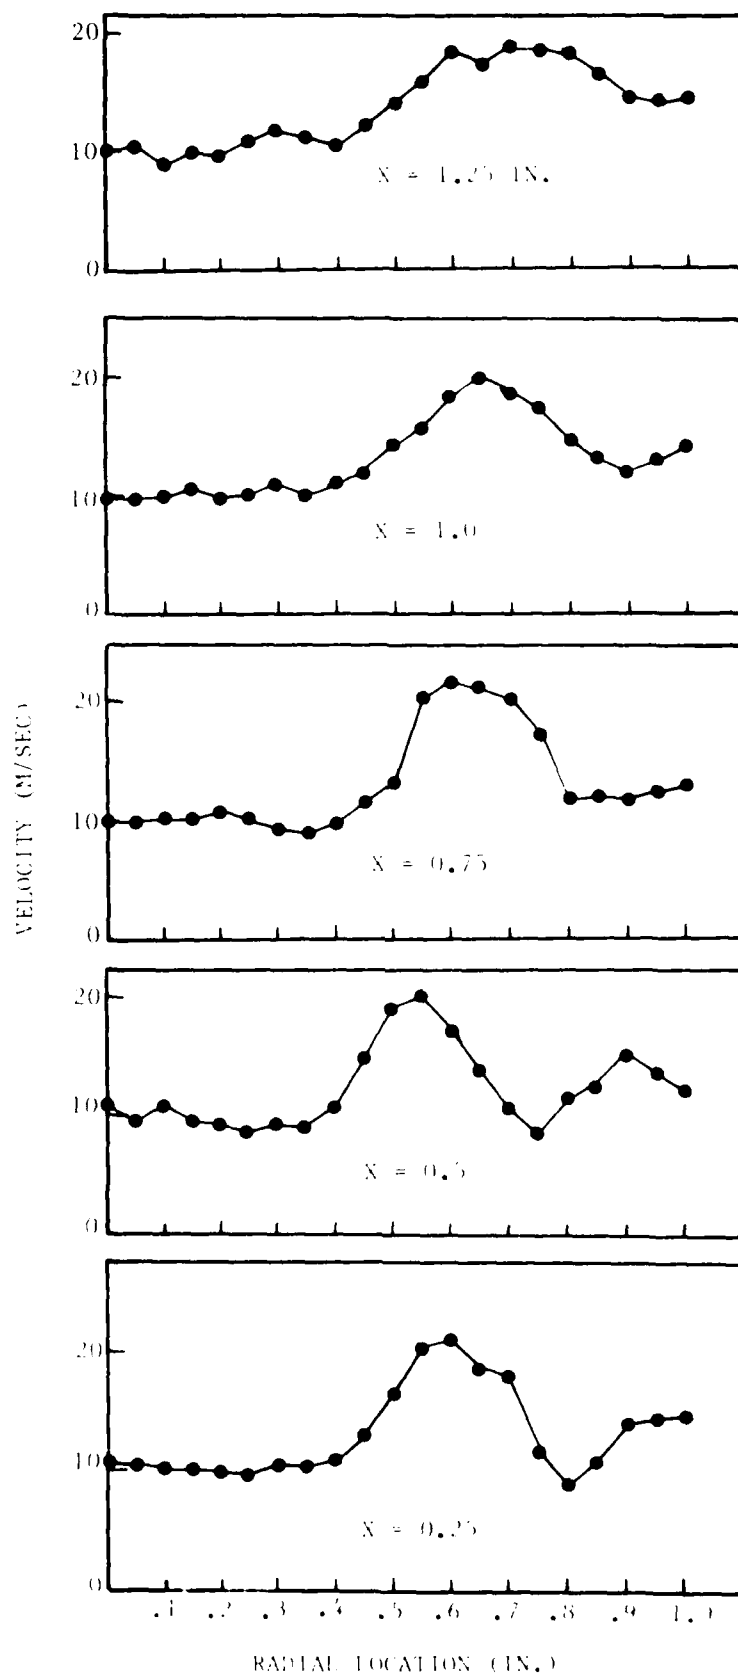 20
10
X = 1.25 IN.
0
20
10
X = 1.0
0
20
10
X = 0.75
0
VELOCITY (M/SEC)
20
10
X = 0.5
0
20
10
X = 0.25
0
.1 .2 .3 .4 .5 .6 .7 .8 .9 1.0
RADIAL LOCATION (IN.)